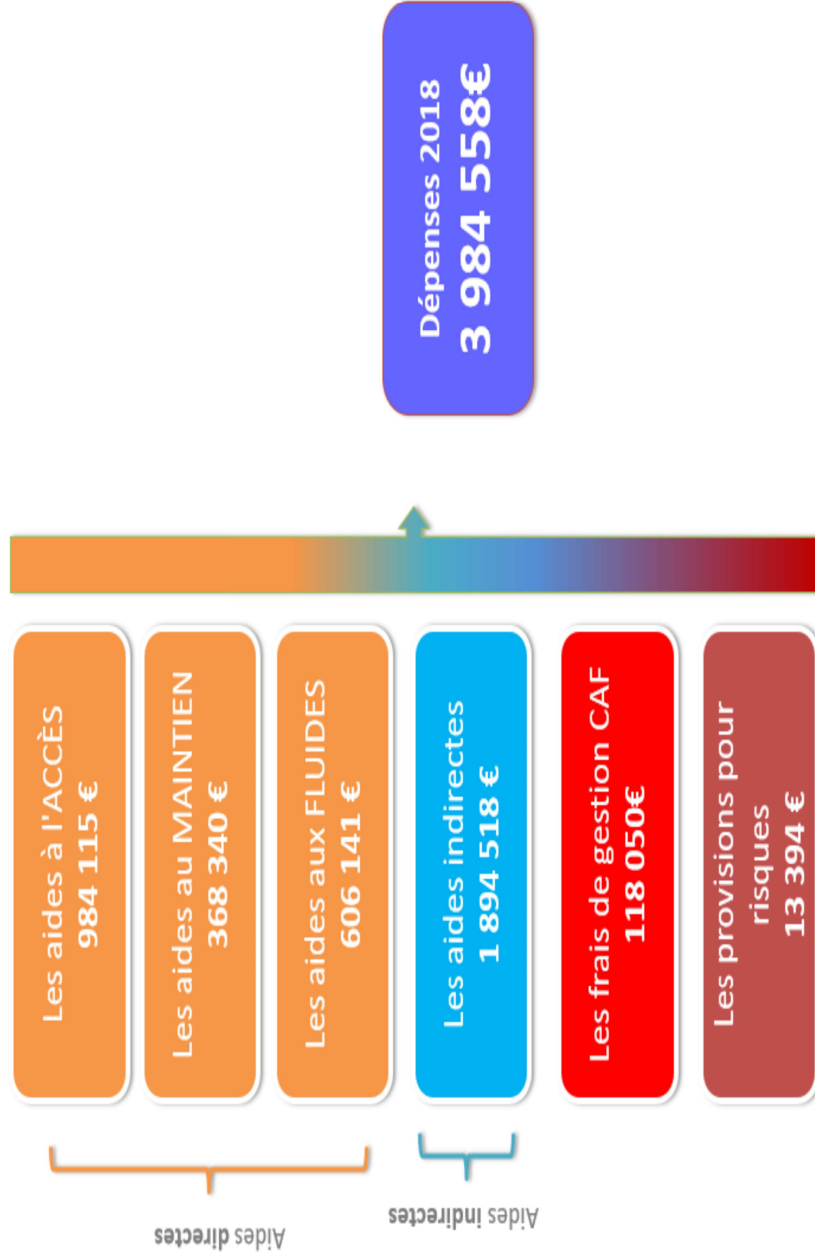 Aides directes
Les aides à l'ACCÈS
984 115 €
Les aides au MAINTIEN
368 340 €
Les aides aux FLUIDES
606 141 €
Aides indirectes
Les aides indirectes
1 894 518 €
Les frais de gestion CAF
118 050€
Les provisions pour
risques
13 394 €
Dépenses 2018
3 984 558€